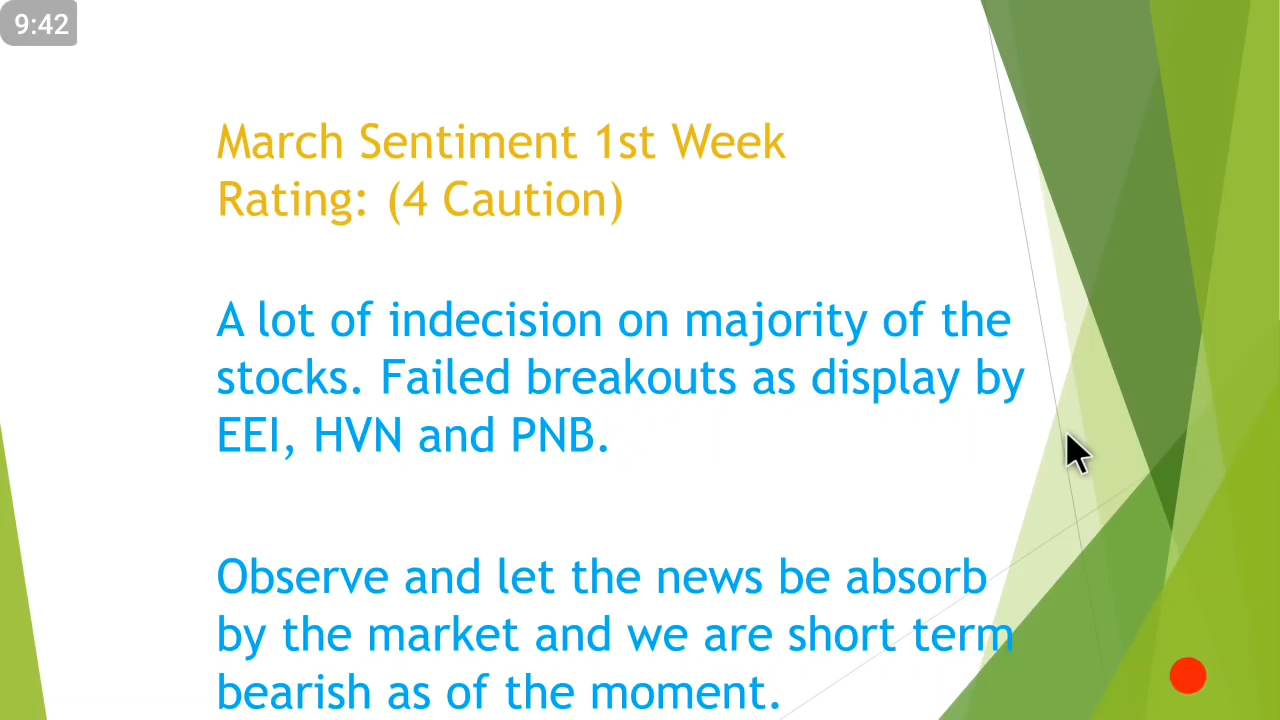 9:42
March Sentiment 1st Week
Rating: (4 Caution)
A lot of indecision on majority of the
stocks. Failed breakouts as display by
EEI, HVN and PNB.
Observe and let the news be absorb
by the market and we are short term
bearish as of the moment.